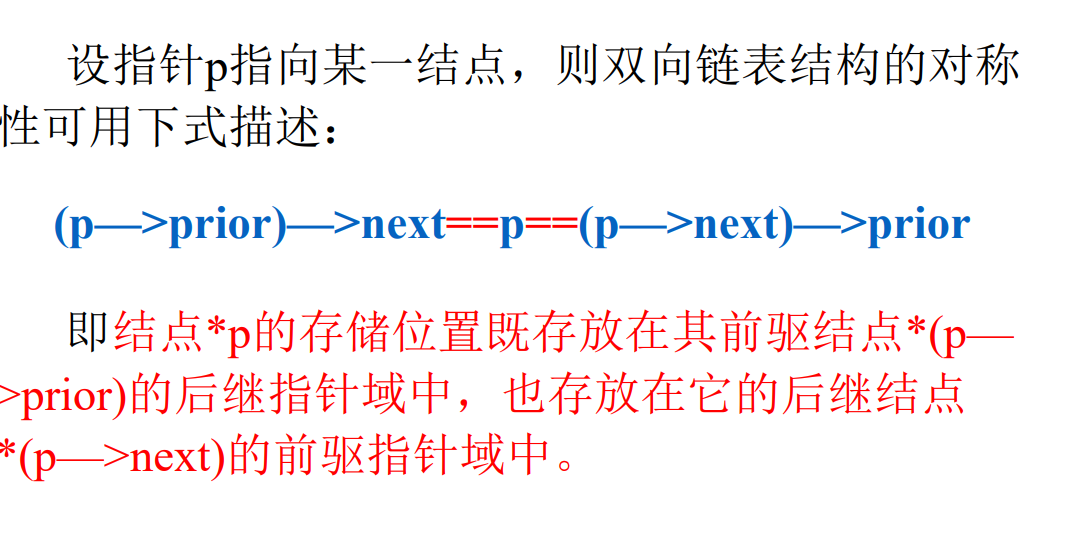 设指针p指向某一结点，则双向链表结构的对称
性可用下式描述：
(p—>prior)—>next==p==(p—>next)—>prior
即结点*p的存储位置既存放在其前驱结点*(p—
>prior)的后继指针域中，也存放在它的后继结点
*(p—>next)的前驱指针域中。